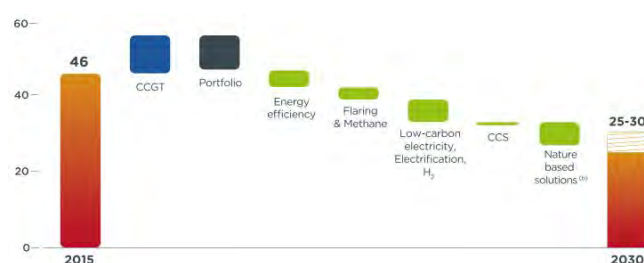 60
46
CCGT
Portfolio
40
Energy
efficiency
Flaring
& Methane
Low-carbon
electricity,
Electrification,
H₂
CCS
Nature
based
solutions (b)
25-30
20
0
2015
2030